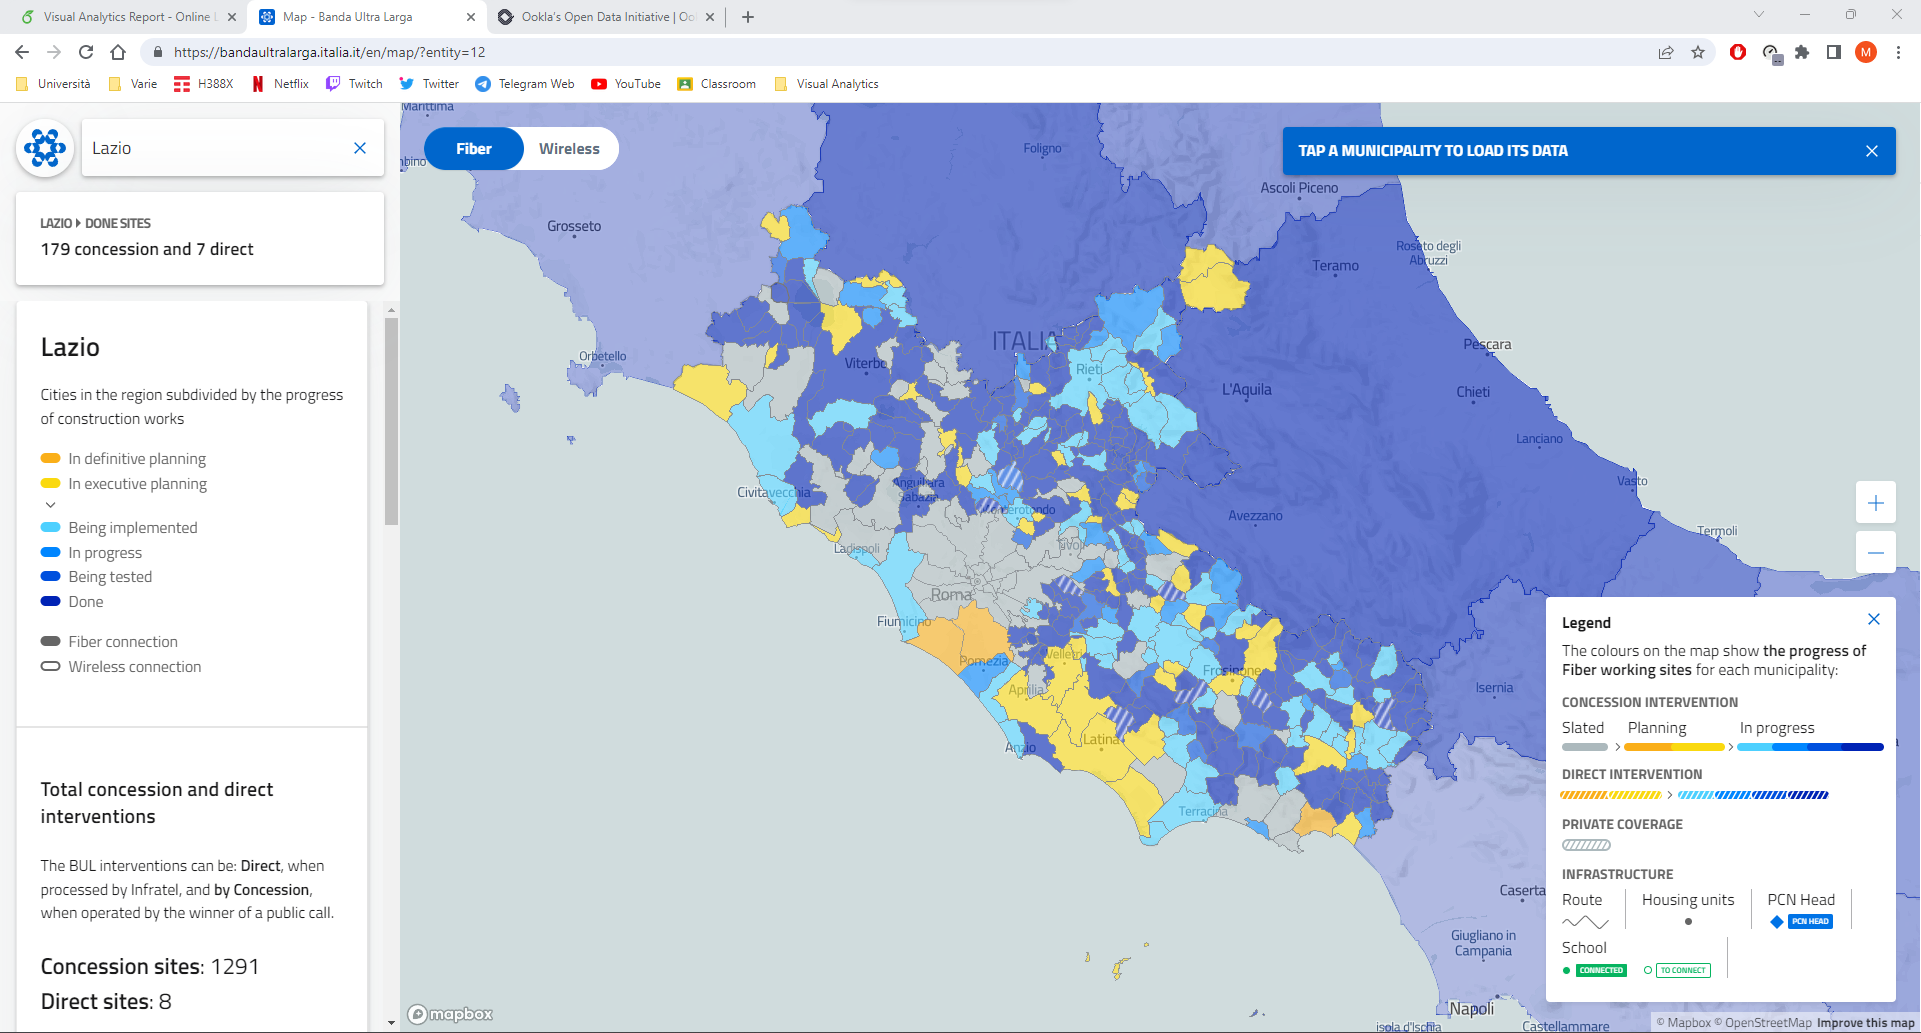 Visual Analytics Report - Online L
Map - Banda Ultra Larga
Ookla's Open Data Initiative | Oo
https://bandaultralarga.italia.it/en/map/?entity=12
M
Università
Varie
H388X
Netflix
Twitch
Twitter
Telegram Web
YouTube
Classroom
Visual Analytics
Lazio
Fiber
Wireless
TAP A MUNICIPALITY TO LOAD ITS DATA
LAZIO DONE SITES
179 concession and 7 direct
Lazio
Cities in the region subdivided by the progress
of construction works
In definitive planning
In executive planning
Being implemented
In progress
Being tested
Done
Fiber connection
Wireless connection
Total concession and direct
interventions
The BUL interventions can be: Direct, when
processed by Infratel, and by Concession,
when operated by the winner of a public call.
Concession sites: 1291
Direct sites: 8
Marittima
Foligno
Ascoli Piceno
Grosseto
Roseto degli
Abruzzi
Teramo
ITALIA
Pescara
Orbetello
Viterbo
Rieti
L'Aquila
Chieti
Lanciano
Vasto
Civitavecchia
Anguillara
Sabazia
Avezzano
Termoli
Ladispoli
Tivoli
Roma
Fiumicino
Pomezia
Velletri
Frosinone
Aprilia
Isernia
Latina
Anzio
Terracina
Caserta
Giugliano in
Campania
Napoli
Isola d'Ischia
Castellammare
Legend
The colours on the map show the progress of
Fiber working sites for each municipality:
CONCESSION INTERVENTION
Slated
Planning
In progress
DIRECT INTERVENTION
PRIVATE COVERAGE
INFRASTRUCTURE
Route
Housing units
PCN Head
PCN HEAD
School
CONNECTED
TO CONNECT
mapbox
© Mapbox © OpenStreetMap Improve this map